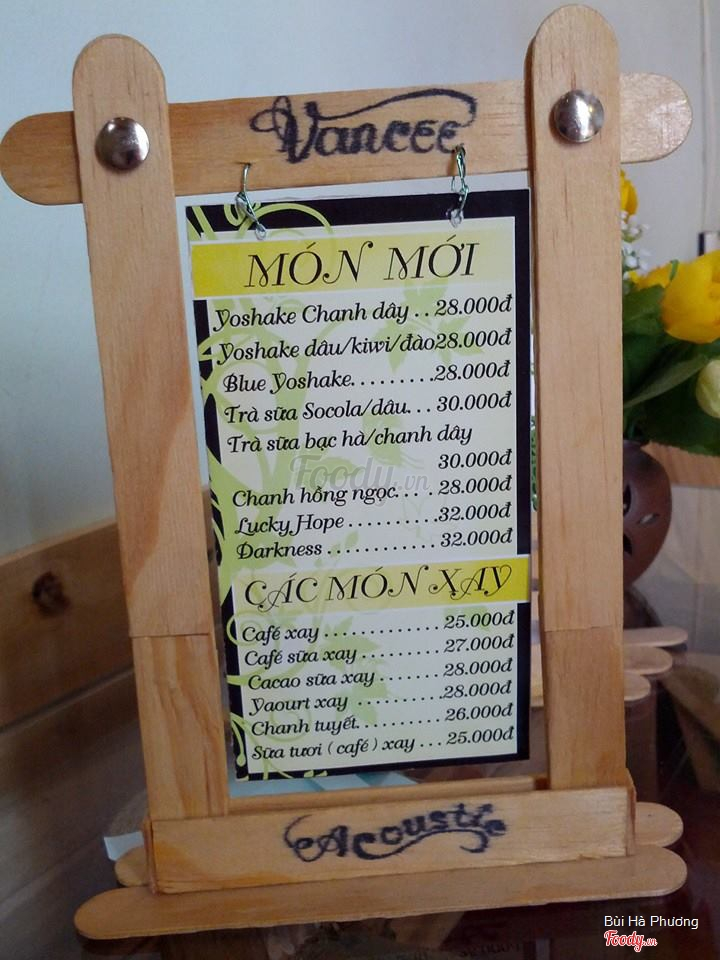 Vancee
MÓN MỚI
Yoshake Chanh dây . . 28.000đ
Yoshake dâu/kiwi/đào28.000đ
Blue Yoshake. . . . . . . . .28.000đ
Trà sữa Socola/dâu. . . 30.000đ
Trà sữa bạc hà/chanh dây
30.000đ
Foody.vn
Chanh hồng ngọc. . . . 28.000đ
Lucky Hope . . . . . . . . . .32.000đ
Darkness . . . . . . . . . . . . 32.000đ
CÁC MÓN XAY
Café xay . . . . . . . . . . . . . 25.000đ
Café sữa xay . . . . . . . . . 27.000đ
Cacao sữa xay . . . . . . . 28.000đ
Yaourt xay . . . . . . . . . .28.000đ
Chanh tuyết. . . . . . . . . 26.000đ
Sữa tươi ( café ) xay . . . 25.000đ
Acoustic
Bùi Hà Phương
Foody.vn